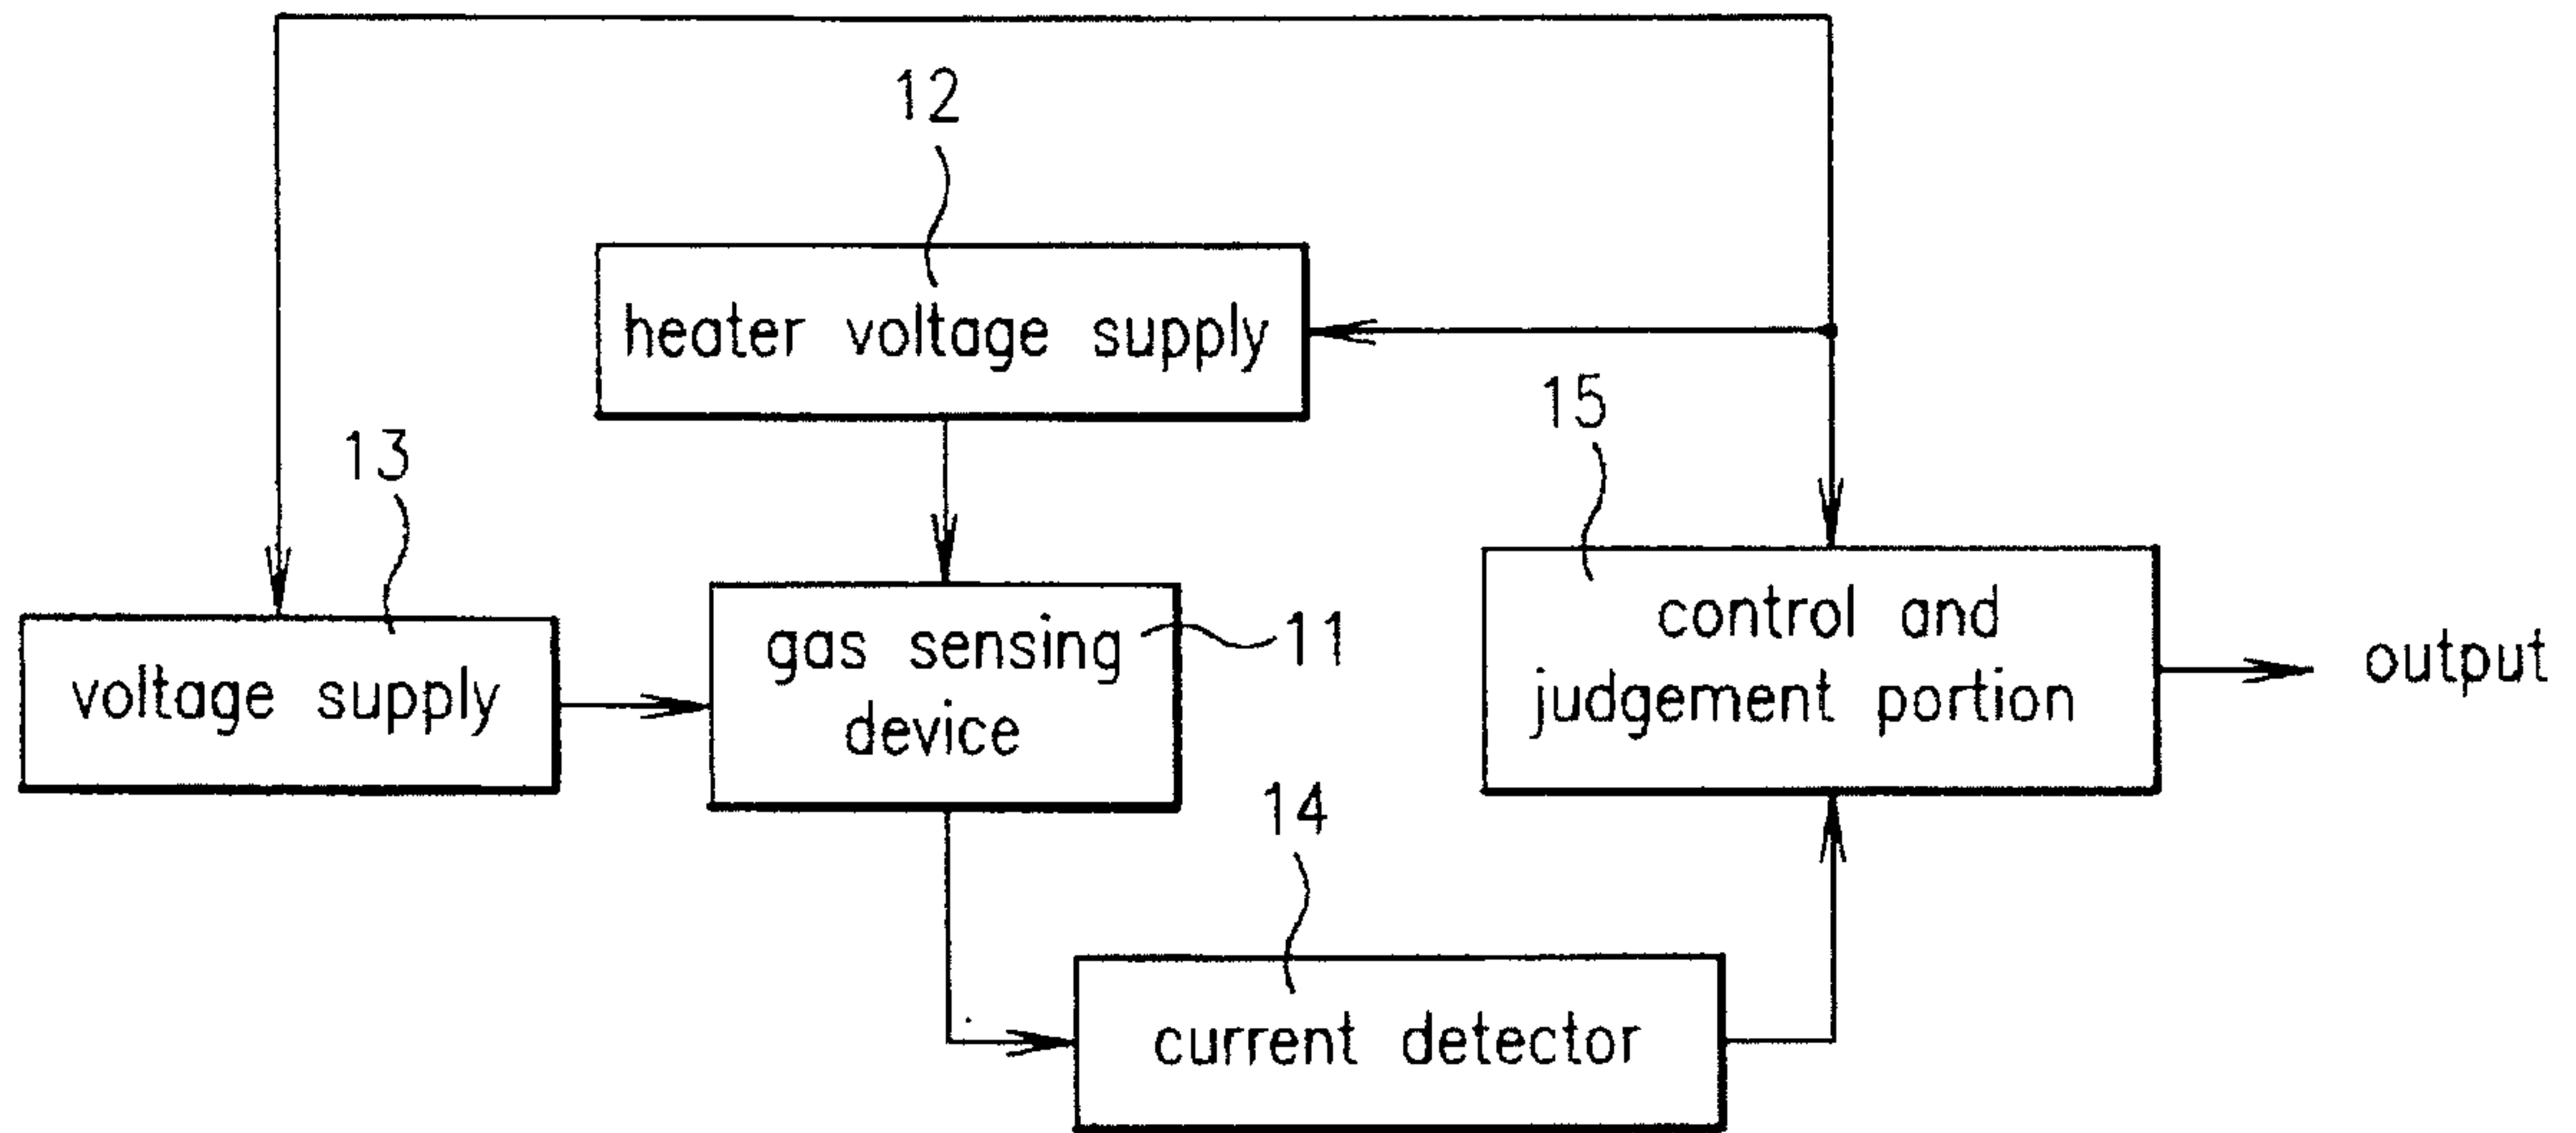 12
heater voltage supply
15
13
voltage supply
gas sensing
device
11
control and
judgement portion
output
14
current detector